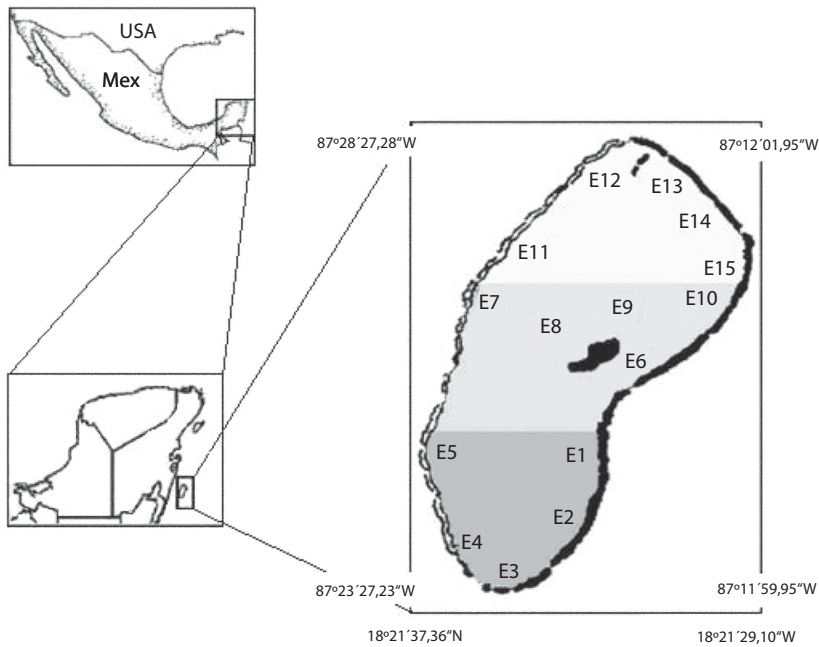 USA
Mex
87º28´27,28“W
87º12´01,95“W
E12
E13
E14
E11
E15
E7
E10
E9
E8
E6
E5
E1
E2
E4
E3
87º23´27,23“W
87º11´59,95“W
18º21´37,36“N
18º21´29,10“W